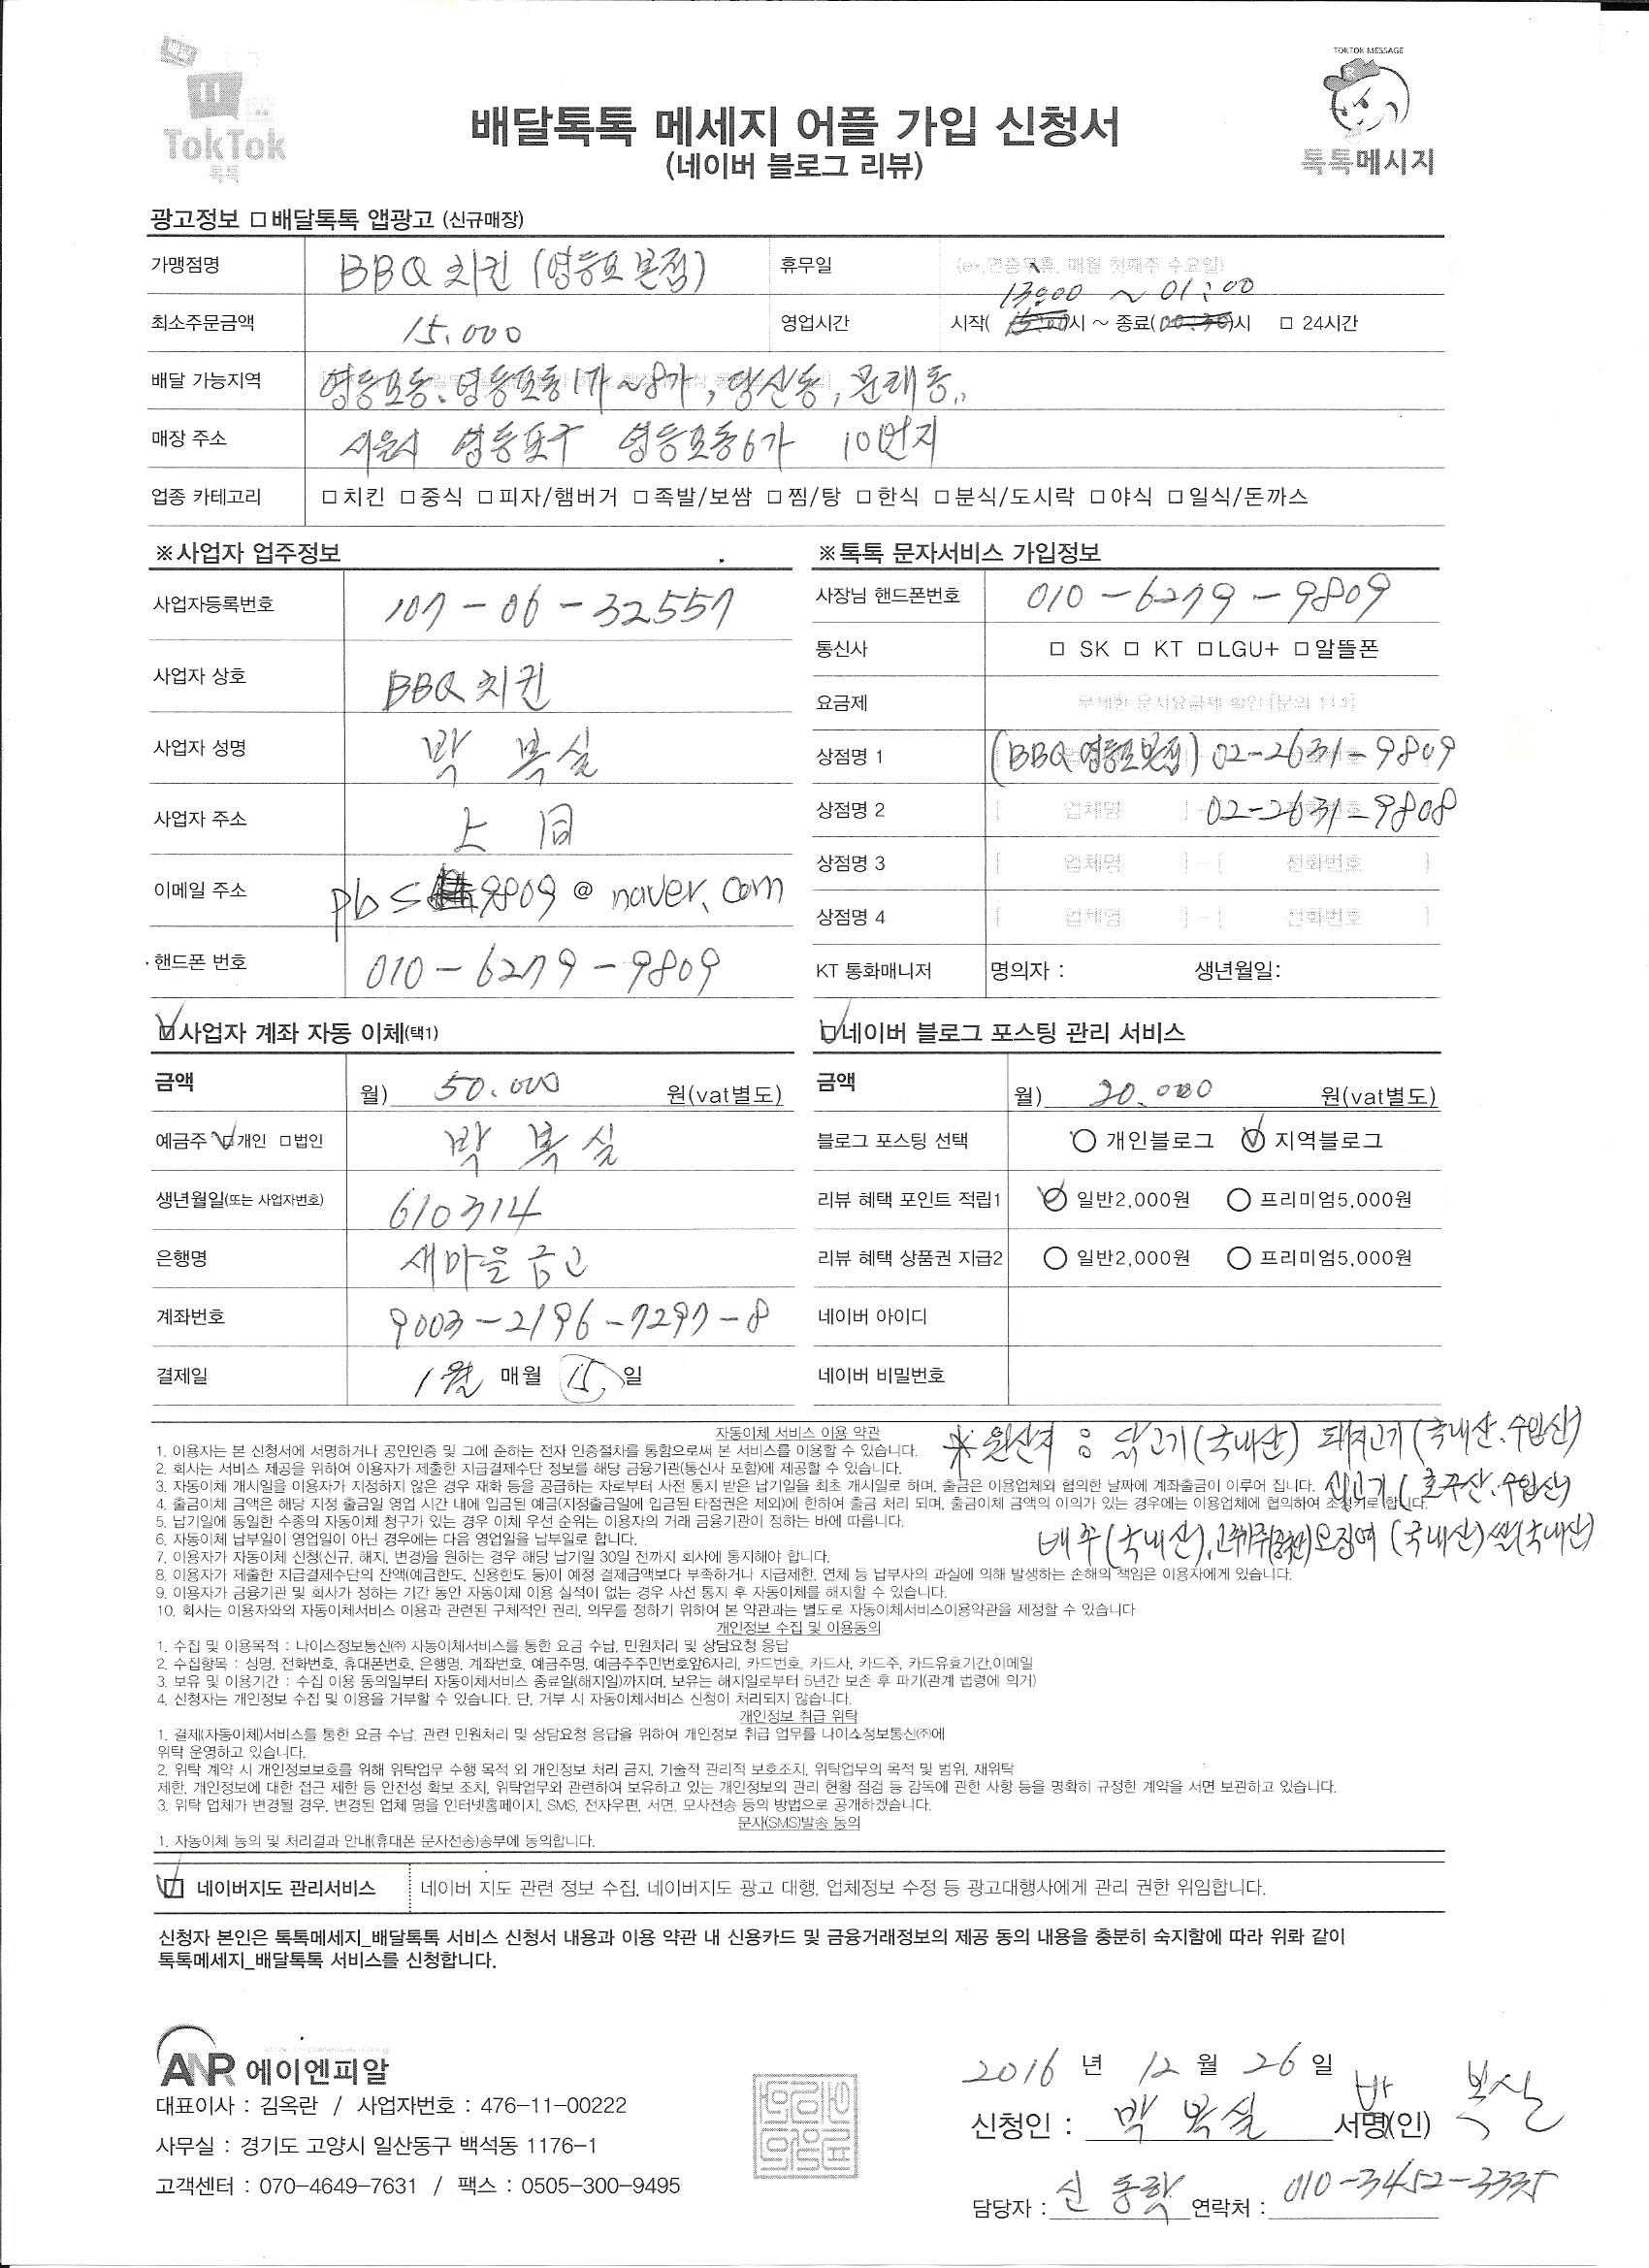 TokTok
톡톡
배달톡톡 메세지 어플 가입 신청서
(네이버 블로그 리뷰)
TOKTOK MESSAGE
톡톡메시지
광고정보 □ 배달톡톡 앱광고 (신규매장)
가맹점명 BBQ 치킨 (영등포 본점) 휴무일 (ex.연중무휴, 매월 첫째주 수요일)
13:00 ~ 01:00
최소주문금액 15.000 영업시간 시작( )시 ~ 종료( )시 □ 24시간
배달 가능지역 영등포동. 영등포동1가~8가, 당산동, 문래동,,
매장 주소 서울시 영등포구 영등포동6가 10번지
업종 카테고리 □ 치킨 □ 중식 □ 피자/햄버거 □ 족발/보쌈 □ 찜/탕 □ 한식 □ 분식/도시락 □ 야식 □ 일식/돈까스
※ 사업자 업주정보
사업자등록번호 107-06-32557
사업자 상호 BBQ 치킨
사업자 성명 박 복실
사업자 주소 上 同
이메일 주소 pbs 9809 @ naver.com
핸드폰 번호 010-6279-9809
※ 톡톡 문자서비스 가입정보
사장님 핸드폰번호 010-6279-9809
통신사 □ SK □ KT □ LGU+ □ 알뜰폰
요금제 무제한 문자요금제 확인 [문의 114]
상점명 1 (BBQ 영등포본점) 02-2631-9809
상점명 2 [ 업체명 ] 02-2631-9808
상점명 3 [ 업체명 ] - [ 전화번호 ]
상점명 4 [ 업체명 ] - [ 전화번호 ]
KT 통화매니저 명의자 : 생년월일:
☑ 사업자 계좌 자동 이체(택1)
금액 월) 50.000 원(vat별도)
예금주 ☑ 개인 □ 법인 박 복실
생년월일(또는 사업자번호) 610314
은행명 새마을금고
계좌번호 9003-2196-7297-8
결제일 1월 매월 15 일
☑ 네이버 블로그 포스팅 관리 서비스
금액 월) 20.000 원(vat별도)
블로그 포스팅 선택 ○ 개인블로그 ☑ 지역블로그
리뷰 혜택 포인트 적립1 ☑ 일반2,000원 ○ 프리미엄5,000원
리뷰 혜택 상품권 지급2 ○ 일반2,000원 ○ 프리미엄5,000원
네이버 아이디
네이버 비밀번호
※ 원산지 : 닭고기(국내산) 돼지고기(국내산.수입산)
(호주산.수입산)
배추(국내산), 오징어 (국내산) 쌀(국내산)
자동이체 서비스 이용 약관
1. 이용자는 본 신청서에 서명하거나 공인인증 및 그에 준하는 전자 인증절차를 통함으로써 본 서비스를 이용할 수 있습니다.
2. 회사는 서비스 제공을 위하여 이용자가 제출한 지급결제수단 정보를 해당 금융기관(통신사 포함)에 제공할 수 있습니다.
3. 자동이체 개시일을 이용자가 지정하지 않은 경우 재화 등을 공급하는 자로부터 사전 통지 받은 납기일을 최초 개시일로 하며, 출금은 이용업체와 협의한 날짜에 계좌출금이 이루어 집니다.
4. 출금이체 금액은 해당 지정 출금일 영업 시간 내에 입금된 예금(지정출금일에 입금된 타점권은 제외)에 한하여 출금 처리 되며, 출금이체 금액의 이의가 있는 경우에는 이용업체에 협의하여 조정키로 합니다.
5. 납기일에 동일한 수종의 자동이체 청구가 있는 경우 이체 우선 순위는 이용자의 거래 금융기관이 정하는 바에 따릅니다.
6. 자동이체 납부일이 영업일이 아닌 경우에는 다음 영업일을 납부일로 합니다.
7. 이용자가 자동이체 신청(신규, 해지, 변경)을 원하는 경우 해당 납기일 30일 전까지 회사에 통지해야 합니다.
8. 이용자가 제출한 지급결제수단의 잔액(예금한도, 신용한도 등)이 예정 결제금액보다 부족하거나 지급제한, 연체 등 납부사의 과실에 의해 발생하는 손해의 책임은 이용자에게 있습니다.
9. 이용자가 금융기관 및 회사가 정하는 기간 동안 자동이체 이용 실적이 없는 경우 사선 통지 후 자동이체를 해지할 수 있습니다.
10. 회사는 이용자와의 자동이체서비스 이용과 관련된 구체적인 권리, 의무를 정하기 위하여 본 약관과는 별도로 자동이체서비스이용약관을 제정할 수 있습니다
개인정보 수집 및 이용동의
1. 수집 및 이용목적 : 나이스정보통신㈜ 자동이체서비스를 통한 요금 수납, 민원처리 및 상담요청 응답
2. 수집항목 : 성명, 전화번호, 휴대폰번호, 은행명, 계좌번호, 예금주명, 예금주주민번호앞6자리, 카드번호, 카드사, 카드주, 카드유효기간,이메일
3. 보유 및 이용기간 : 수집 이용 동의일부터 자동이체서비스 종료일(해지일)까지며, 보유는 해지일로부터 5년간 보존 후 파기(관계 법령에 의거)
4. 신청자는 개인정보 수집 및 이용을 거부할 수 있습니다. 단, 거부 시 자동이체서비스 신청이 처리되지 않습니다.
개인정보 취급 위탁
1. 결제(자동이체)서비스를 통한 요금 수납, 관련 민원처리 및 상담요청 응답을 위하여 개인정보 취급 업무를 나이스정보통신㈜에
위탁 운영하고 있습니다.
2. 위탁 계약 시 개인정보보호를 위해 위탁업무 수행 목적 외 개인정보 처리 금지, 기술적 관리적 보호조치, 위탁업무의 목적 및 범위, 재위탁
제한, 개인정보에 대한 접근 제한 등 안전성 확보 조치, 위탁업무와 관련하여 보유하고 있는 개인정보의 관리 현황 점검 등 감독에 관한 사항 등을 명확히 규정한 계약을 서면 보관하고 있습니다.
3. 위탁 업체가 변경될 경우, 변경된 업체 명을 인터넷홈페이지, SMS, 전자우편, 서면, 모사전송 등의 방법으로 공개하겠습니다.
문자(SMS)발송 동의
1. 자동이체 동의 및 처리결과 안내(휴대폰 문자전송)송부에 동의합니다.
☑ 네이버지도 관리서비스 네이버 지도 관련 정보 수집, 네이버지도 광고 대행, 업체정보 수정 등 광고대행사에게 관리 권한 위임합니다.
신청자 본인은 톡톡메세지_배달톡톡 서비스 신청서 내용과 이용 약관 내 신용카드 및 금융거래정보의 제공 동의 내용을 충분히 숙지함에 따라 위와 같이
톡톡메세지_배달톡톡 서비스를 신청합니다.
ANR 에이엔피알
대표이사 : 김옥란 / 사업자번호 : 476-11-00222
사무실 : 경기도 고양시 일산동구 백석동 1176-1
고객센터 : 070-4649-7631 / 팩스 : 0505-300-9495
2016 년 12 월 26 일
신청인 : 박 복실 서명(인) 박 복실
담당자 : 신동학 연락처 : 010-3452-3335